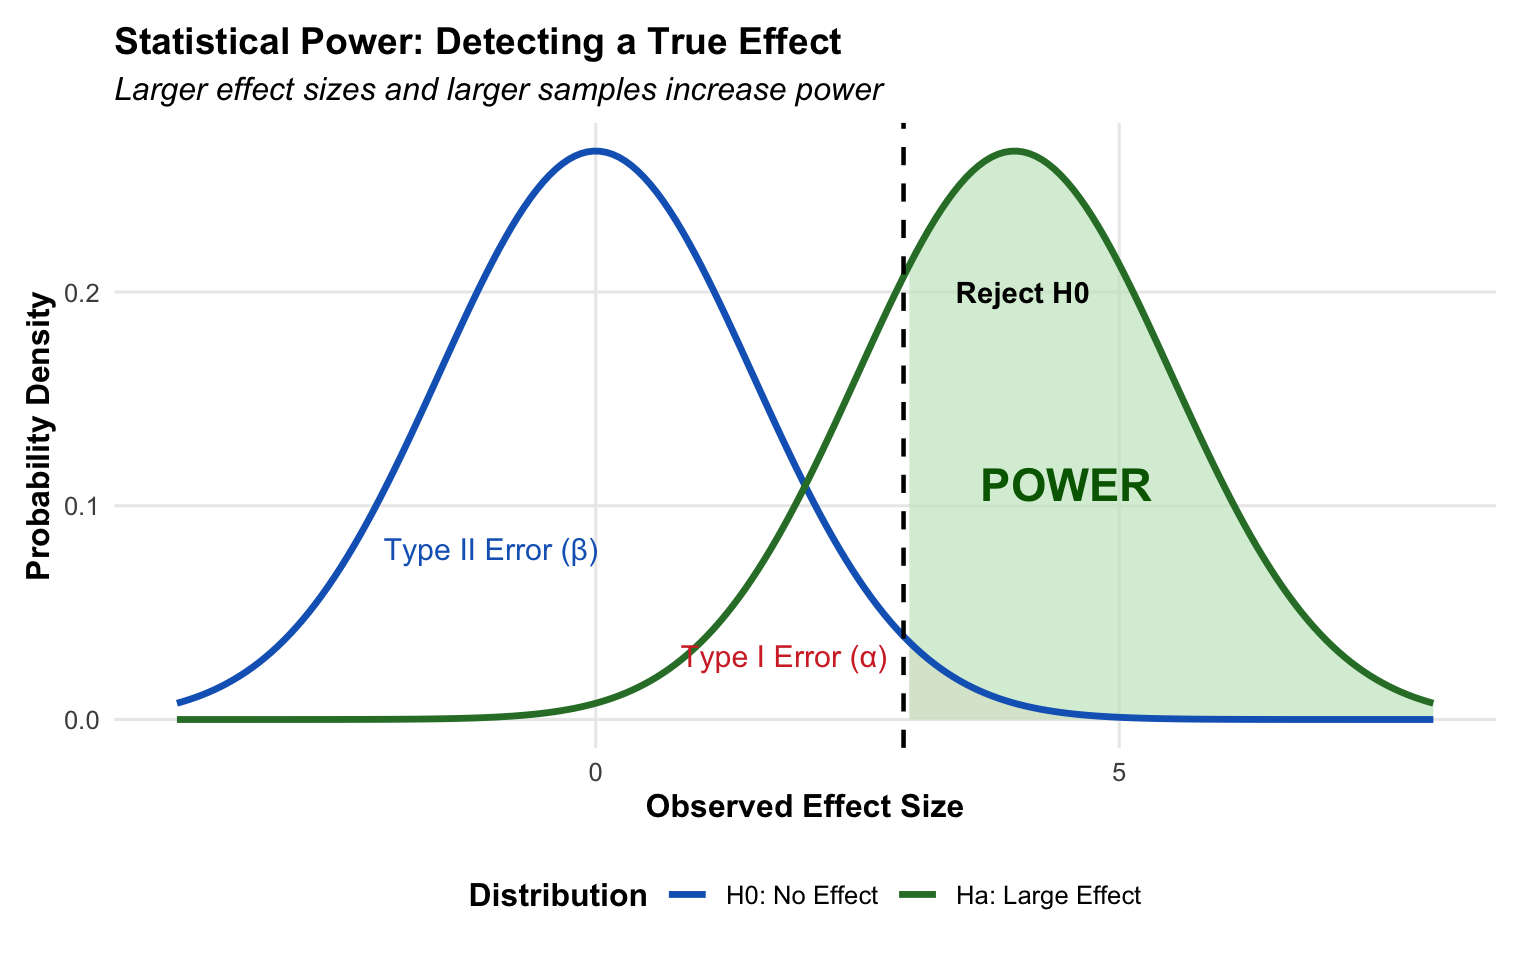 Statistical Power: Detecting a True Effect
Larger effect sizes and larger samples increase power
Probability Density
0.2
0.1
0.0
Reject H0
POWER
Type II Error (β)
Type I Error (α)
0
5
Observed Effect Size
Distribution
H0: No Effect
Ha: Large Effect